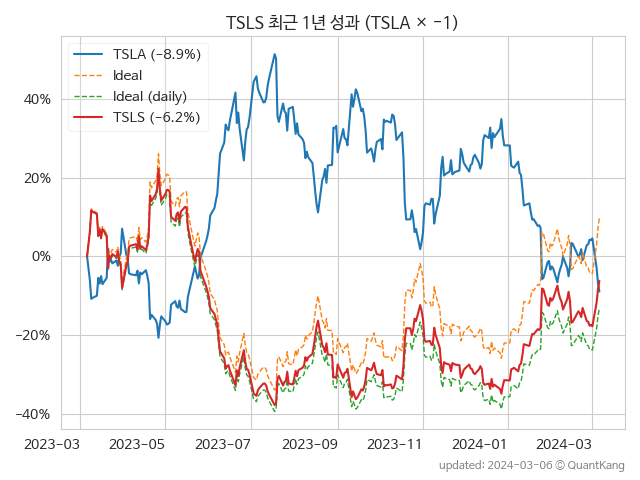 TSLS 최근 1년 성과 (TSLA × −1)
TSLA (−8.9%)
Ideal
Ideal (daily)
TSLS (−6.2%)
40%
20%
0%
−20%
−40%
2023−03
2023−05
2023−07
2023−09
2023−11
2024−01
2024−03
updated: 2024−03−06 © QuantKang